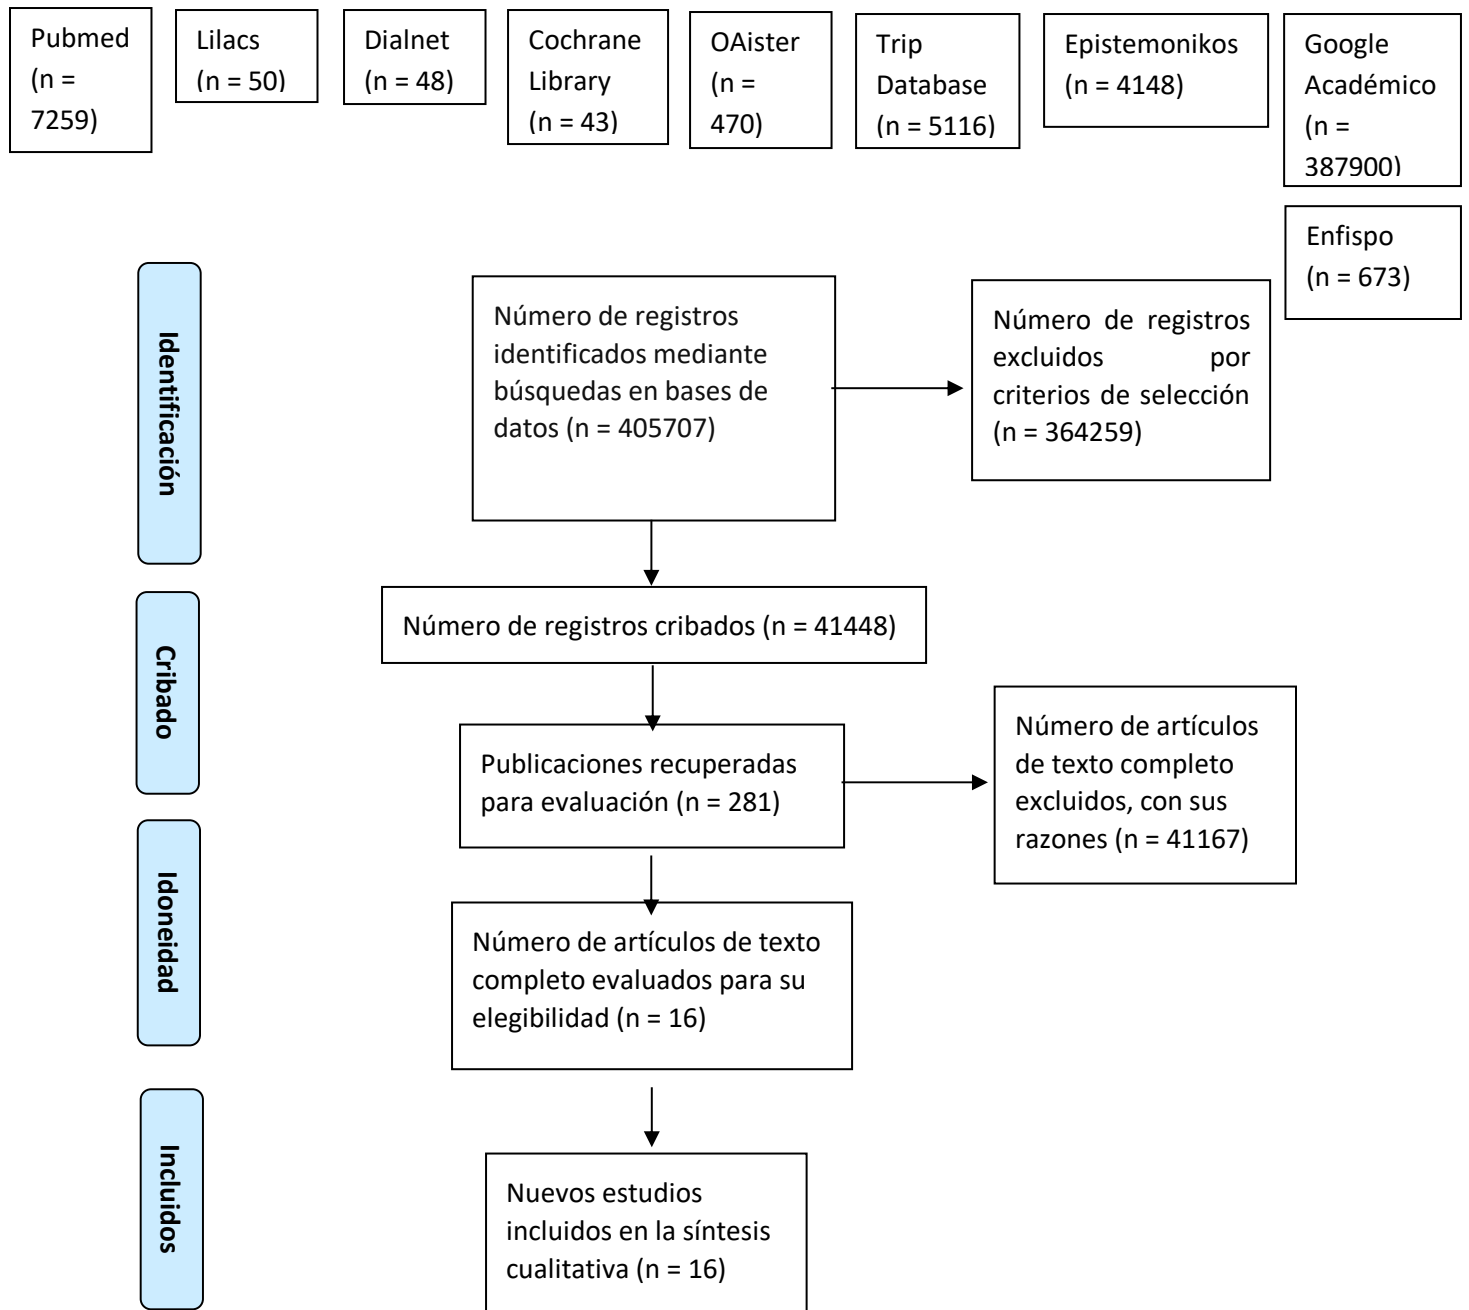 Pubmed
(n =
7259)
Lilacs
(n = 50)
Dialnet
(n = 48)
Cochrane
Library
(n = 43)
OAister
(n =
470)
Trip
Database
(n = 5116)
Epistemonikos
(n = 4148)
Google
Académico
(n =
387900)
Enfispo
(n = 673)
Identificación
Número de registros
identificados mediante
búsquedas en bases de
datos (n = 405707)
Número de registros
excluidos por
criterios de selección
(n = 364259)
Cribado
Número de registros cribados (n = 41448)
Publicaciones recuperadas
para evaluación (n = 281)
Número de artículos
de texto completo
excluidos, con sus
razones (n = 41167)
Idoneidad
Número de artículos de texto
completo evaluados para su
elegibilidad (n = 16)
Incluidos
Nuevos estudios
incluidos en la síntesis
cualitativa (n = 16)